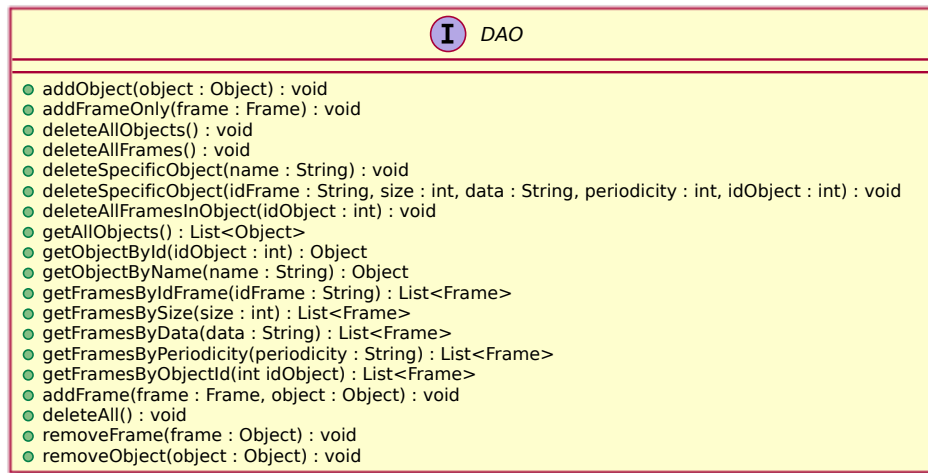 I DAO
addObject(object : Object) : void
addFrameOnly(frame : Frame) : void
deleteAllObjects() : void
deleteAllFrames() : void
deleteSpecificObject(name : String) : void
deleteSpecificObject(idFrame : String, size : int, data : String, periodicity : int, idObject : int) : void
deleteAllFramesInObject(idObject : int) : void
getAllObjects() : List<Object>
getObjectById(idObject : int) : Object
getObjectByName(name : String) : Object
getFramesByIdFrame(idFrame : String) : List<Frame>
getFramesBySize(size : int) : List<Frame>
getFramesByData(data : String) : List<Frame>
getFramesByPeriodicity(periodicity : String) : List<Frame>
getFramesByObjectId(int idObject) : List<Frame>
addFrame(frame : Frame, object : Object) : void
deleteAll() : void
removeFrame(frame : Object) : void
removeObject(object : Object) : void